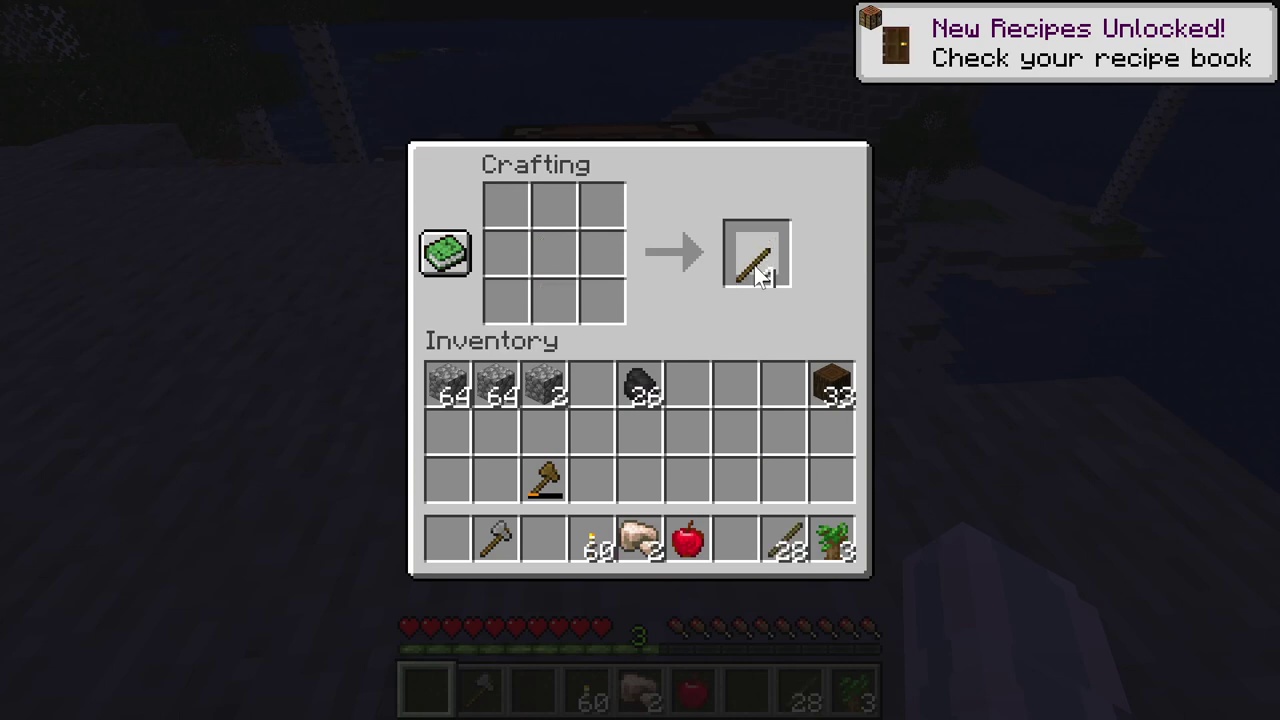 New Recipes Unlocked!
Check your recipe book
Crafting
Inventory
64 64 2 26 33
60 2 28 3
3
60 2 28 3